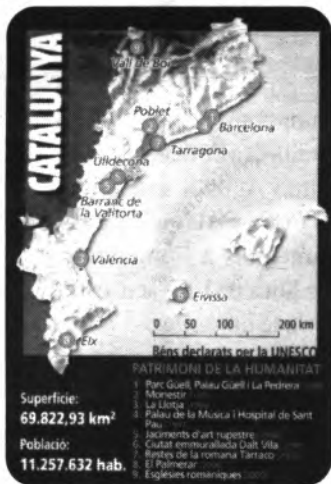 CATALUNYA
Vall de Boí
Poblet
Barcelona
Tarragona
Ulldecona
Barranc de
la Valltorta
València
Eivissa
Elx
0 50 100 200 km
Béns declarats per la UNESCO
PATRIMONI DE LA HUMANITAT
1 Parc Güell, Palau Güell i La Pedrera
2 Monestir
3 La Llotja
4 Palau de la Musica i Hospital de Sant
Pau
5 Jaciments d'art rupestre
6 Ciutat emmurallada Dalt Vila
7 Restes de la romana Tarraco
8 El Palmerar
9. Esglésies romàniques
Superfície:
69.822,93 km²
Població:
11.257.632 hab.